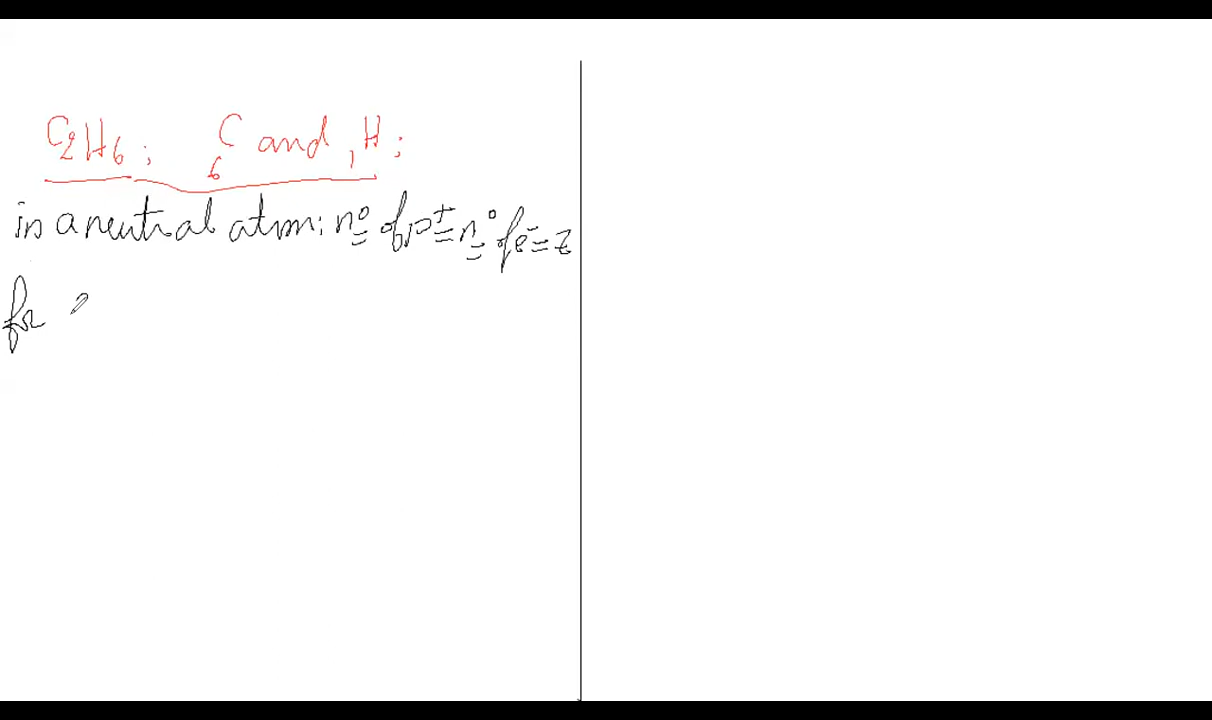 C2H6; 6C and 1H;
in a neutral atom: nº of p+ = nº of e- = z
for